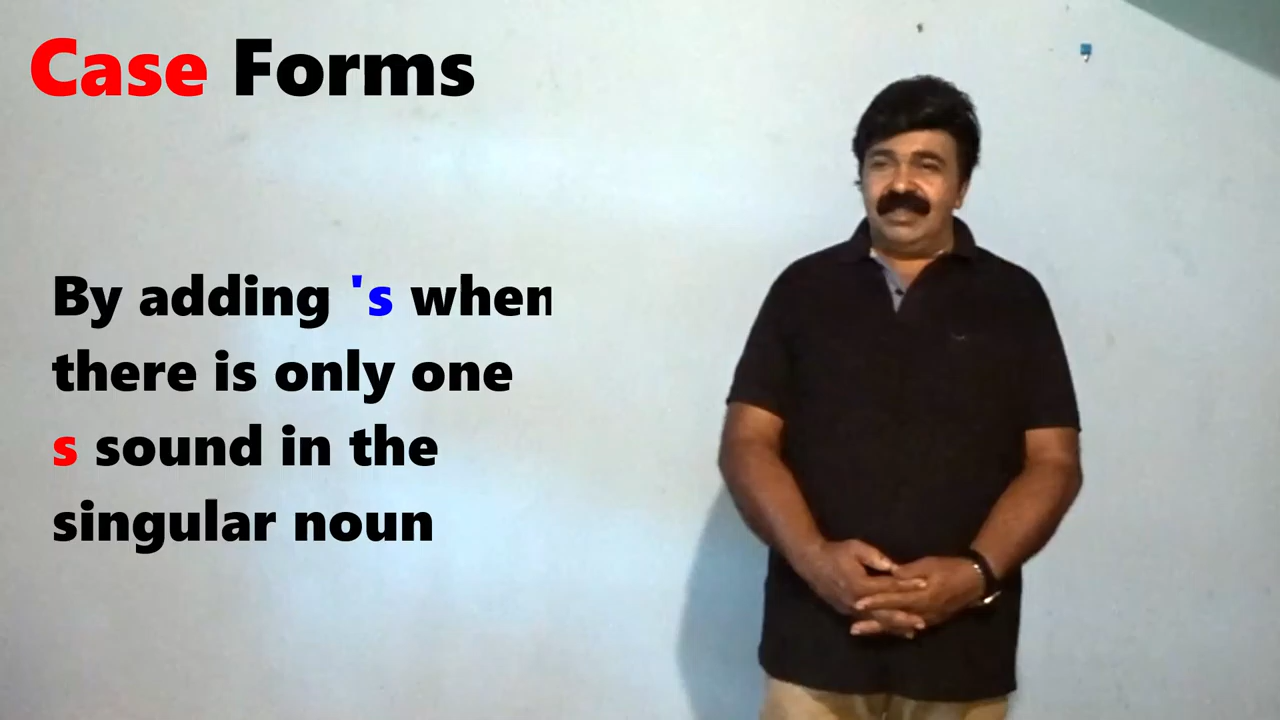 Case Forms
By adding 's when
there is only one
s sound in the
singular noun